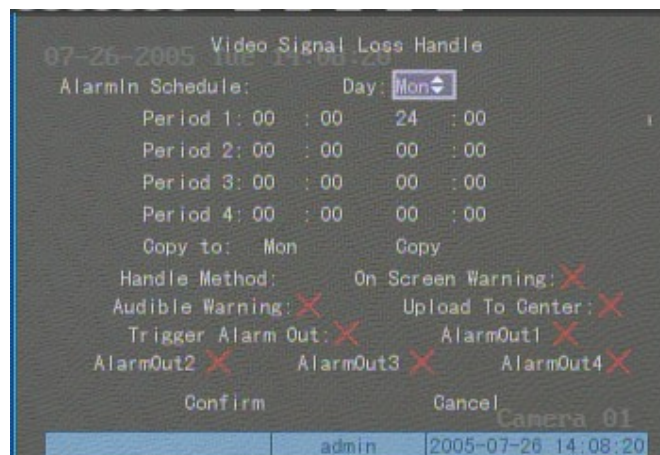 Video Signal Loss Handle
07-26-2005 Tue 14:08:20
AlarmIn Schedule: Day: Mon
Period 1: 00 : 00 24 : 00
Period 2: 00 : 00 00 : 00
Period 3: 00 : 00 00 : 00
Period 4: 00 : 00 00 : 00
Copy to: Mon Copy
Handle Method: On Screen Warning:
Audible Warning: Upload To Center:
Trigger Alarm Out: AlarmOut1
AlarmOut2 AlarmOut3 AlarmOut4
Confirm Cancel
Camera 01
admin 2005-07-26 14:08:20